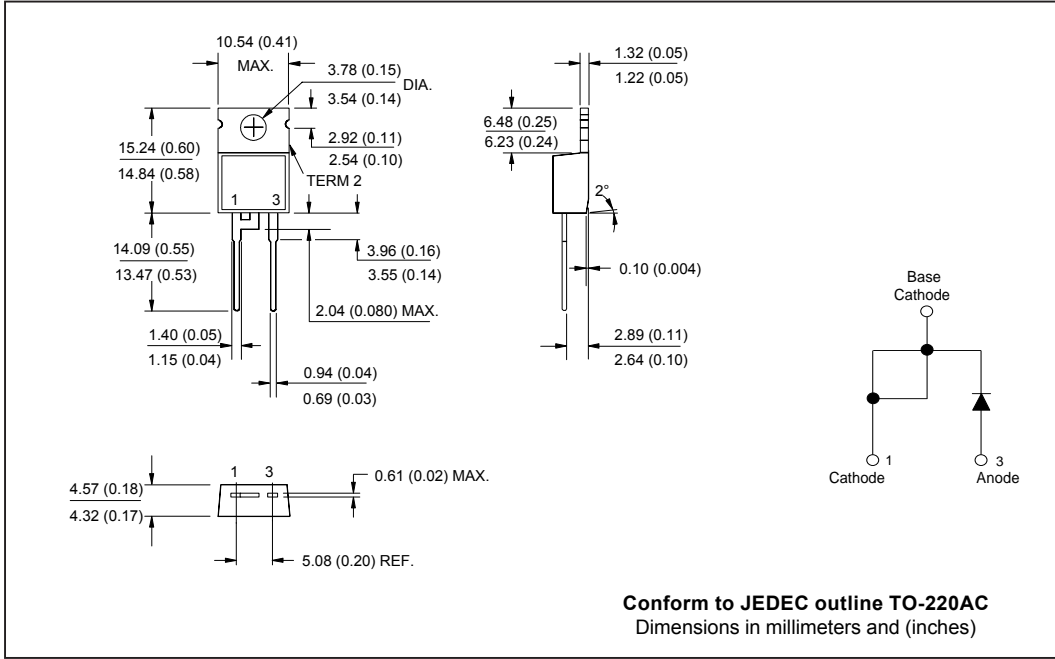 10.54 (0.41)
MAX.
3.78 (0.15)
3.54 (0.14)
DIA.
2.92 (0.11)
2.54 (0.10)
TERM 2
15.24 (0.60)
14.84 (0.58)
1 3
14.09 (0.55)
13.47 (0.53)
3.96 (0.16)
3.55 (0.14)
2.04 (0.080) MAX.
1.40 (0.05)
1.15 (0.04)
0.94 (0.04)
0.69 (0.03)
1.32 (0.05)
1.22 (0.05)
6.48 (0.25)
6.23 (0.24)
2°
0.10 (0.004)
2.89 (0.11)
2.64 (0.10)
Base
Cathode
1
Cathode
3
Anode
1 3
0.61 (0.02) MAX.
4.57 (0.18)
4.32 (0.17)
5.08 (0.20) REF.
Conform to JEDEC outline TO-220AC
Dimensions in millimeters and (inches)